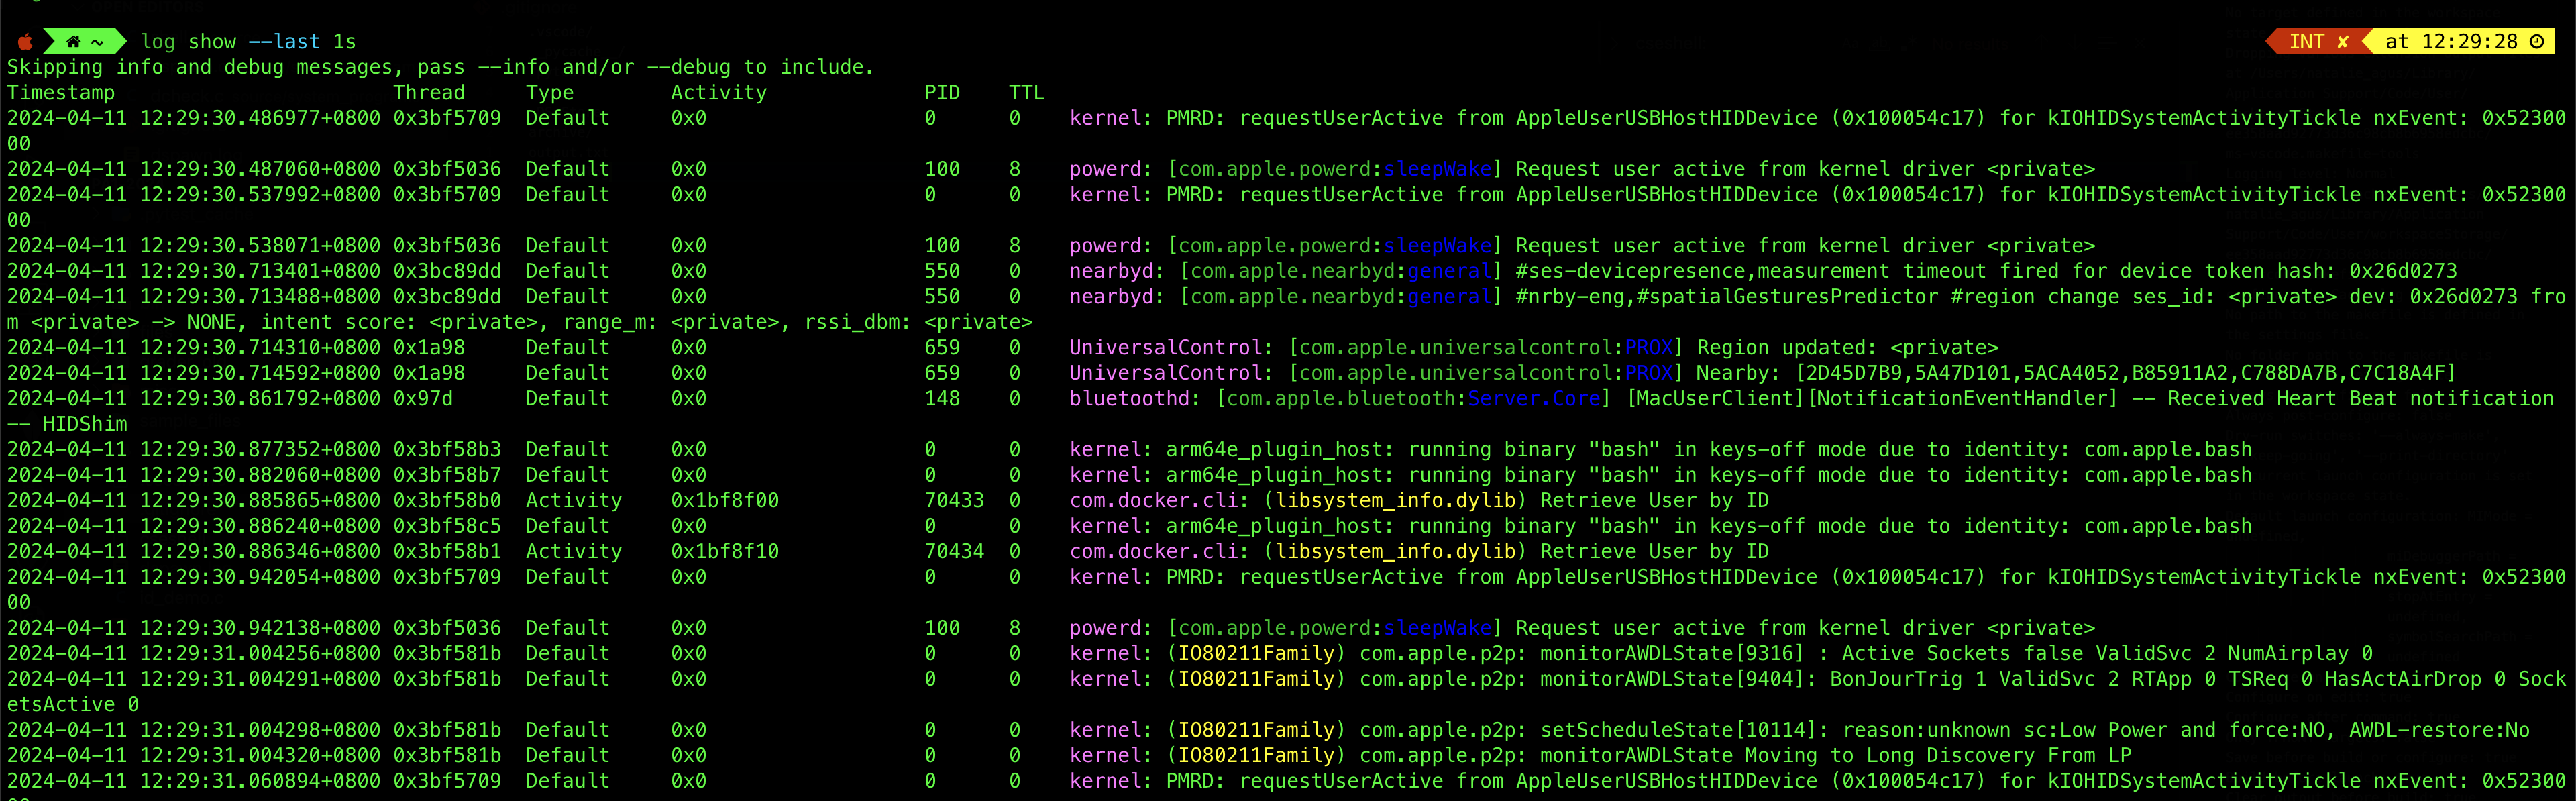 ~ log show --last 1s INT ✘ at 12:29:28
Skipping info and debug messages, pass --info and/or --debug to include.
Timestamp Thread Type Activity PID TTL
2024-04-11 12:29:30.486977+0800 0x3bf5709 Default 0x0 0 0 kernel: PMRD: requestUserActive from AppleUserUSBHostHIDDevice (0x100054c17) for kIOHIDSystemActivityTickle nxEvent: 0x52300
00
2024-04-11 12:29:30.487060+0800 0x3bf5036 Default 0x0 100 8 powerd: [com.apple.powerd:sleepWake] Request user active from kernel driver <private>
2024-04-11 12:29:30.537992+0800 0x3bf5709 Default 0x0 0 0 kernel: PMRD: requestUserActive from AppleUserUSBHostHIDDevice (0x100054c17) for kIOHIDSystemActivityTickle nxEvent: 0x52300
00
2024-04-11 12:29:30.538071+0800 0x3bf5036 Default 0x0 100 8 powerd: [com.apple.powerd:sleepWake] Request user active from kernel driver <private>
2024-04-11 12:29:30.713401+0800 0x3bc89dd Default 0x0 550 0 nearbyd: [com.apple.nearbyd:general] #ses-devicepresence,measurement timeout fired for device token hash: 0x26d0273
2024-04-11 12:29:30.713488+0800 0x3bc89dd Default 0x0 550 0 nearbyd: [com.apple.nearbyd:general] #nrby-eng,#spatialGesturesPredictor #region change ses_id: <private> dev: 0x26d0273 fro
m <private> -> NONE, intent score: <private>, range_m: <private>, rssi_dbm: <private>
2024-04-11 12:29:30.714310+0800 0x1a98 Default 0x0 659 0 UniversalControl: [com.apple.universalcontrol:PROX] Region updated: <private>
2024-04-11 12:29:30.714592+0800 0x1a98 Default 0x0 659 0 UniversalControl: [com.apple.universalcontrol:PROX] Nearby: [2D45D7B9,5A47D101,5ACA4052,B85911A2,C788DA7B,C7C18A4F]
2024-04-11 12:29:30.861792+0800 0x97d Default 0x0 148 0 bluetoothd: [com.apple.bluetooth:Server.Core] [MacUserClient][NotificationEventHandler] -- Received Heart Beat notification
-- HIDShim
2024-04-11 12:29:30.877352+0800 0x3bf58b3 Default 0x0 0 0 kernel: arm64e_plugin_host: running binary "bash" in keys-off mode due to identity: com.apple.bash
2024-04-11 12:29:30.882060+0800 0x3bf58b7 Default 0x0 0 0 kernel: arm64e_plugin_host: running binary "bash" in keys-off mode due to identity: com.apple.bash
2024-04-11 12:29:30.885865+0800 0x3bf58b0 Activity 0x1bf8f00 70433 0 com.docker.cli: (libsystem_info.dylib) Retrieve User by ID
2024-04-11 12:29:30.886240+0800 0x3bf58c5 Default 0x0 0 0 kernel: arm64e_plugin_host: running binary "bash" in keys-off mode due to identity: com.apple.bash
2024-04-11 12:29:30.886346+0800 0x3bf58b1 Activity 0x1bf8f10 70434 0 com.docker.cli: (libsystem_info.dylib) Retrieve User by ID
2024-04-11 12:29:30.942054+0800 0x3bf5709 Default 0x0 0 0 kernel: PMRD: requestUserActive from AppleUserUSBHostHIDDevice (0x100054c17) for kIOHIDSystemActivityTickle nxEvent: 0x52300
00
2024-04-11 12:29:30.942138+0800 0x3bf5036 Default 0x0 100 8 powerd: [com.apple.powerd:sleepWake] Request user active from kernel driver <private>
2024-04-11 12:29:31.004256+0800 0x3bf581b Default 0x0 0 0 kernel: (IO80211Family) com.apple.p2p: monitorAWDLState[9316] : Active Sockets false ValidSvc 2 NumAirplay 0
2024-04-11 12:29:31.004291+0800 0x3bf581b Default 0x0 0 0 kernel: (IO80211Family) com.apple.p2p: monitorAWDLState[9404]: BonJourTrig 1 ValidSvc 2 RTApp 0 TSReq 0 HasActAirDrop 0 Sock
etsActive 0
2024-04-11 12:29:31.004298+0800 0x3bf581b Default 0x0 0 0 kernel: (IO80211Family) com.apple.p2p: setScheduleState[10114]: reason:unknown sc:Low Power and force:NO, AWDL-restore:No
2024-04-11 12:29:31.004320+0800 0x3bf581b Default 0x0 0 0 kernel: (IO80211Family) com.apple.p2p: monitorAWDLState Moving to Long Discovery From LP
2024-04-11 12:29:31.060894+0800 0x3bf5709 Default 0x0 0 0 kernel: PMRD: requestUserActive from AppleUserUSBHostHIDDevice (0x100054c17) for kIOHIDSystemActivityTickle nxEvent: 0x52300